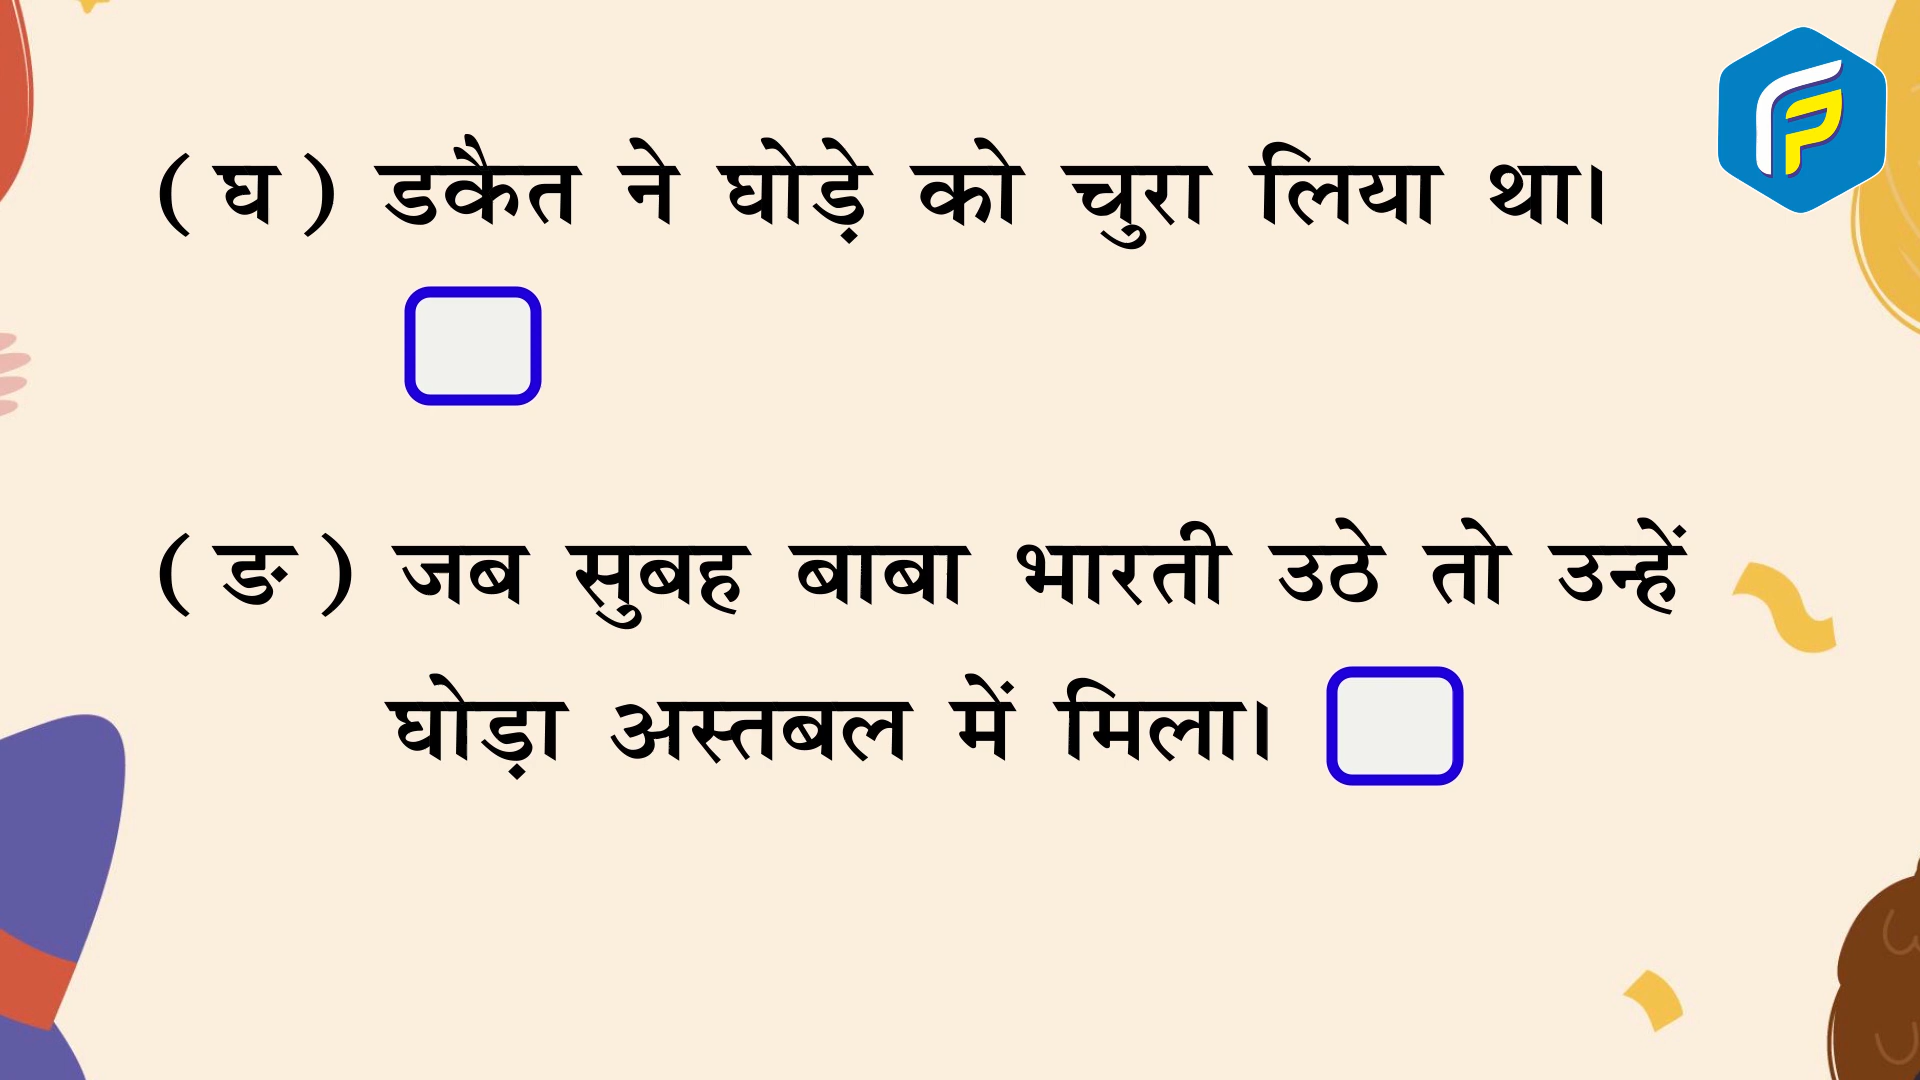 (घ) डकैत ने घोड़े को चुरा लिया था।
(ङ) जब सुबह बाबा भारती उठे तो उन्हें
घोड़ा अस्तबल में मिला।